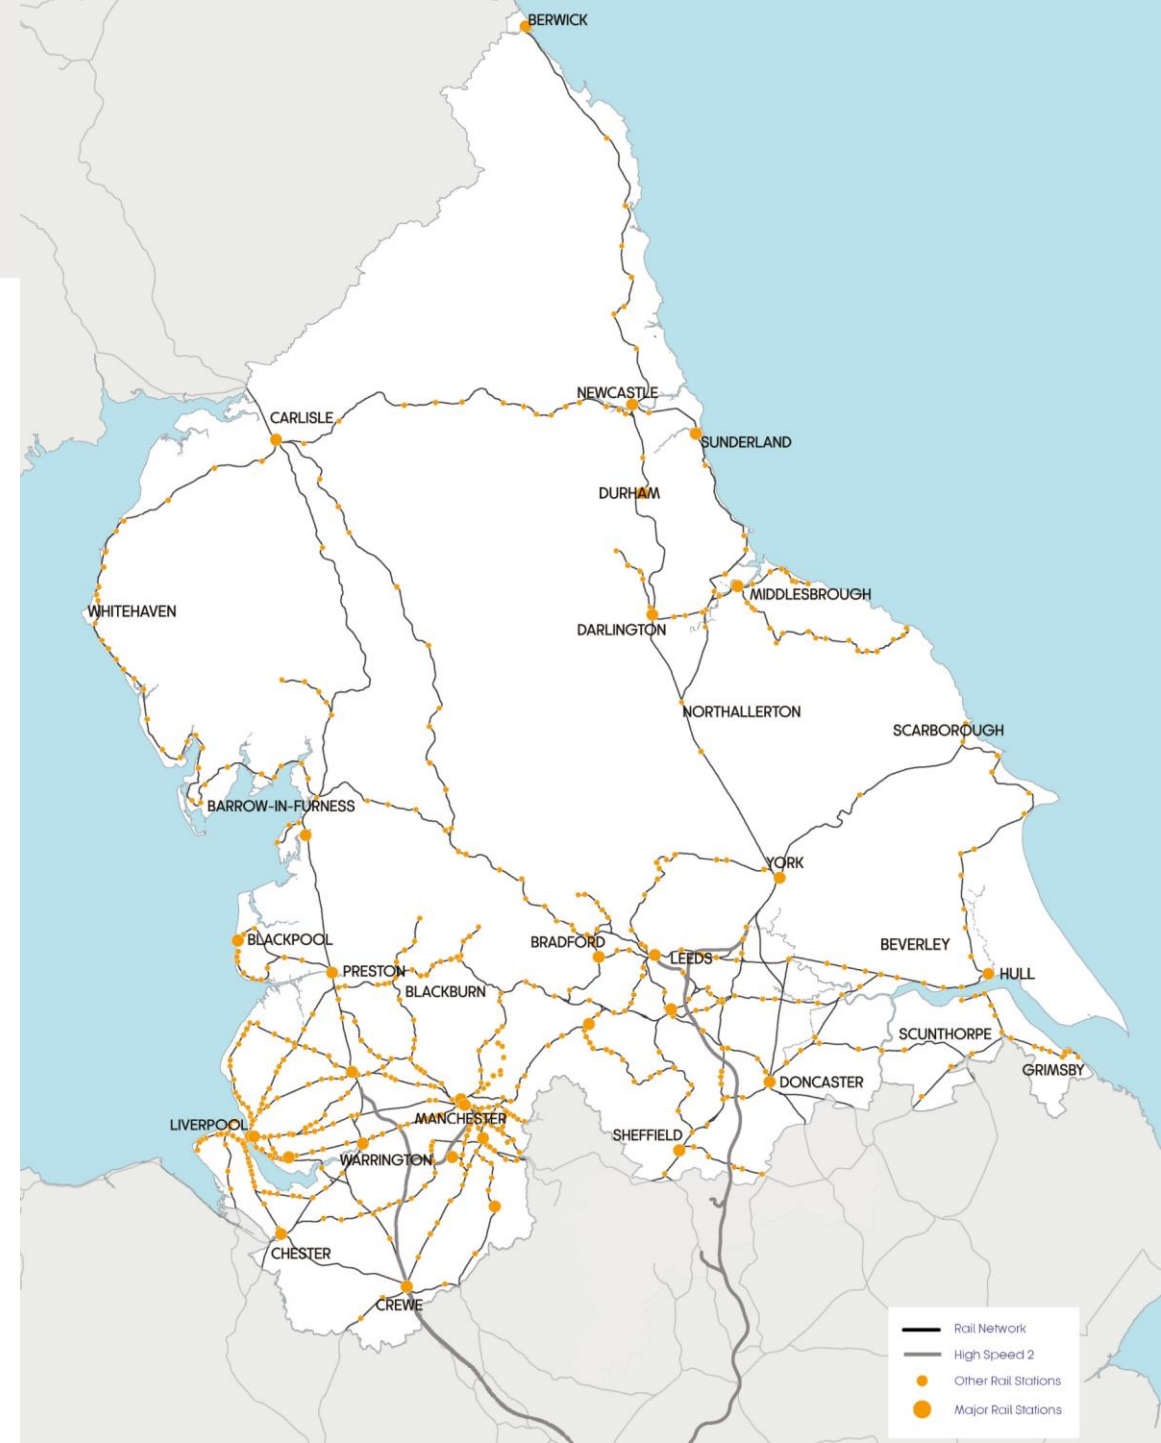 BERWICK
NEWCASTLE
CARLISLE
SUNDERLAND
DURHAM
MIDDLESBROUGH
WHITEHAVEN
DARLINGTON
NORTHALLERTON
SCARBOROUGH
BARROW-IN-FURNESS
YORK
BLACKPOOL
BRADFORD
BEVERLEY
LEEDS
PRESTON
HULL
BLACKBURN
SCUNTHORPE
GRIMSBY
DONCASTER
MANCHESTER
LIVERPOOL
SHEFFIELD
WARRINGTON
CHESTER
CREWE
Rail Network
High Speed 2
Other Rail Stations
Major Rail Stations